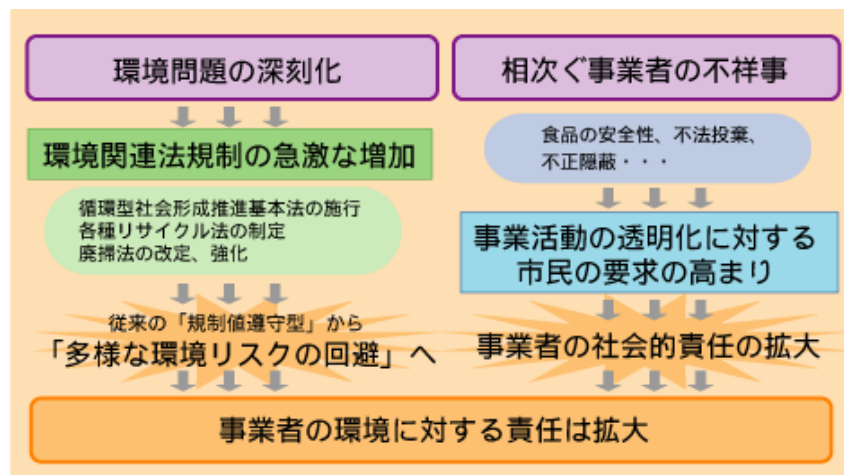 環境問題の深刻化
環境関連法規制の急激な増加
循環型社会形成推進基本法の施行
各種リサイクル法の制定
廃掃法の改定、強化
従来の「規制値遵守型」から
「多様な環境リスクの回避」へ
相次ぐ事業者の不祥事
食品の安全性、不法投棄、
不正隠蔽・・・
事業活動の透明化に対する
市民の要求の高まり
事業者の社会的責任の拡大
事業者の環境に対する責任は拡大